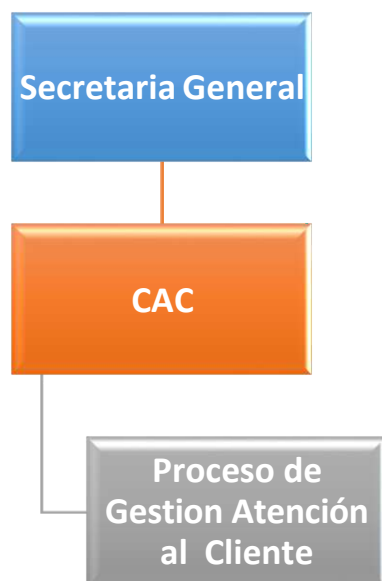 Secretaria General
CAC
Proceso de
Gestion Atención
al Cliente